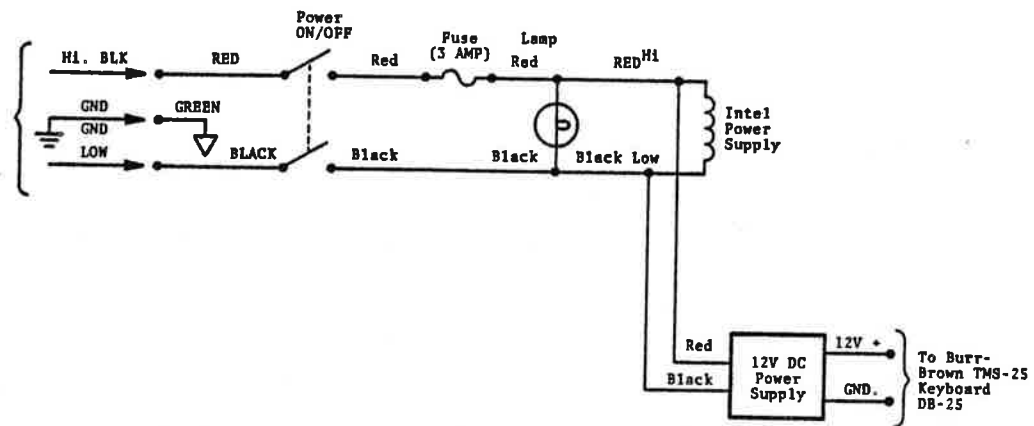 Power
ON/OFF
Fuse
(3 AMP)
Lamp
Hi. BLK
RED
Red
Red
RED Hi
GND
GND
GREEN
LOW
BLACK
Black
Black
Black Low
Intel
Power
Supply
Red
Black
12V DC
Power
Supply
12V +
GND.
To Burr-
Brown TMS-25
Keyboard
DB-25